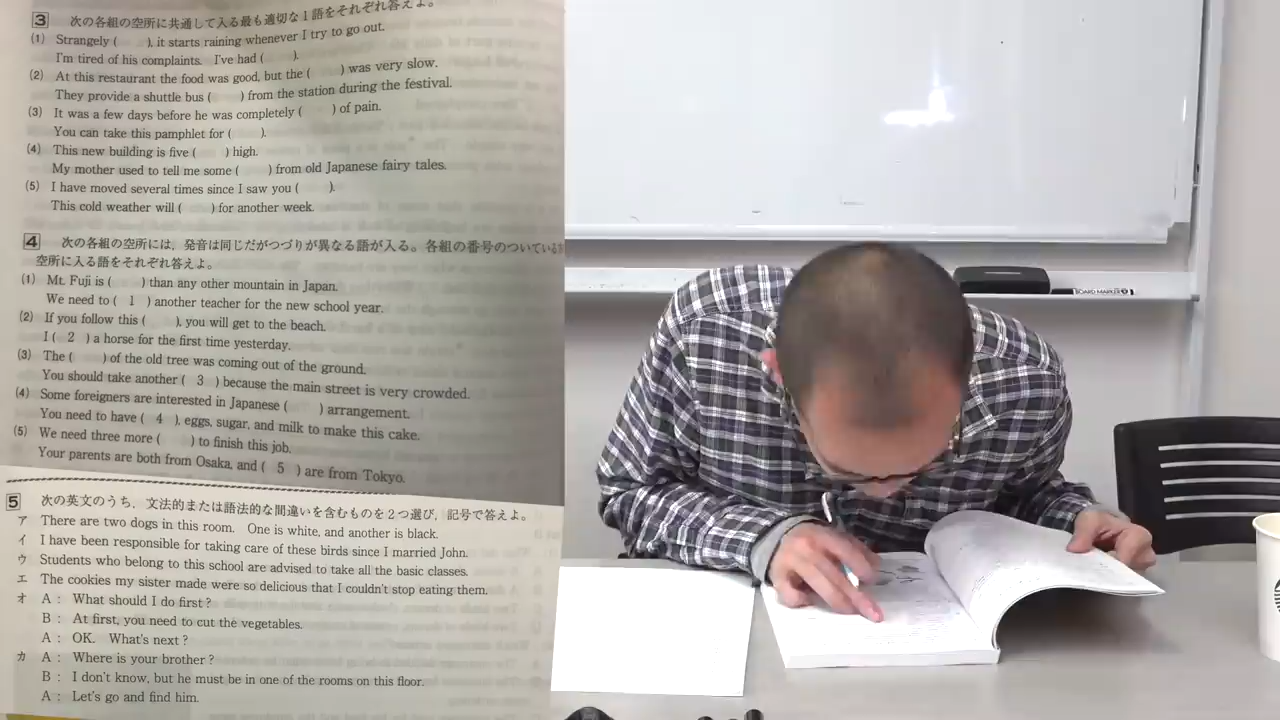 3 次の各組の空所に共通して入る最も適切な1語をそれぞれ答えよ。
(1) Strangely (　　), it starts raining whenever I try to go out.
I'm tired of his complaints. I've had (　　).
(2) At this restaurant the food was good, but the (　　) was very slow.
They provide a shuttle bus (　　) from the station during the festival.
(3) It was a few days before he was completely (　　) of pain.
You can take this pamphlet for (　　).
(4) This new building is five (　　) high.
My mother used to tell me some (　　) from old Japanese fairy tales.
(5) I have moved several times since I saw you (　　).
This cold weather will (　　) for another week.
4 次の各組の空所には，発音は同じだがつづりが異なる語が入る。各組の番号のついている
空所に入る語をそれぞれ答えよ。
(1) Mt. Fuji is (　　) than any other mountain in Japan.
We need to ( 1 ) another teacher for the new school year.
(2) If you follow this (　　), you will get to the beach.
I ( 2 ) a horse for the first time yesterday.
(3) The (　　) of the old tree was coming out of the ground.
You should take another ( 3 ) because the main street is very crowded.
(4) Some foreigners are interested in Japanese (　　) arrangement.
You need to have ( 4 ), eggs, sugar, and milk to make this cake.
(5) We need three more (　　) to finish this job.
Your parents are both from Osaka, and ( 5 ) are from Tokyo.
5 次の英文のうち，文法的または語法的な間違いを含むものを2つ選び，記号で答えよ。
ア There are two dogs in this room. One is white, and another is black.
イ I have been responsible for taking care of these birds since I married John.
ウ Students who belong to this school are advised to take all the basic classes.
エ The cookies my sister made were so delicious that I couldn't stop eating them.
オ A : What should I do first?
B : At first, you need to cut the vegetables.
A : OK. What's next?
カ A : Where is your brother?
B : I don't know, but he must be in one of the rooms on this floor.
A : Let's go and find him.
BOARD MARKER